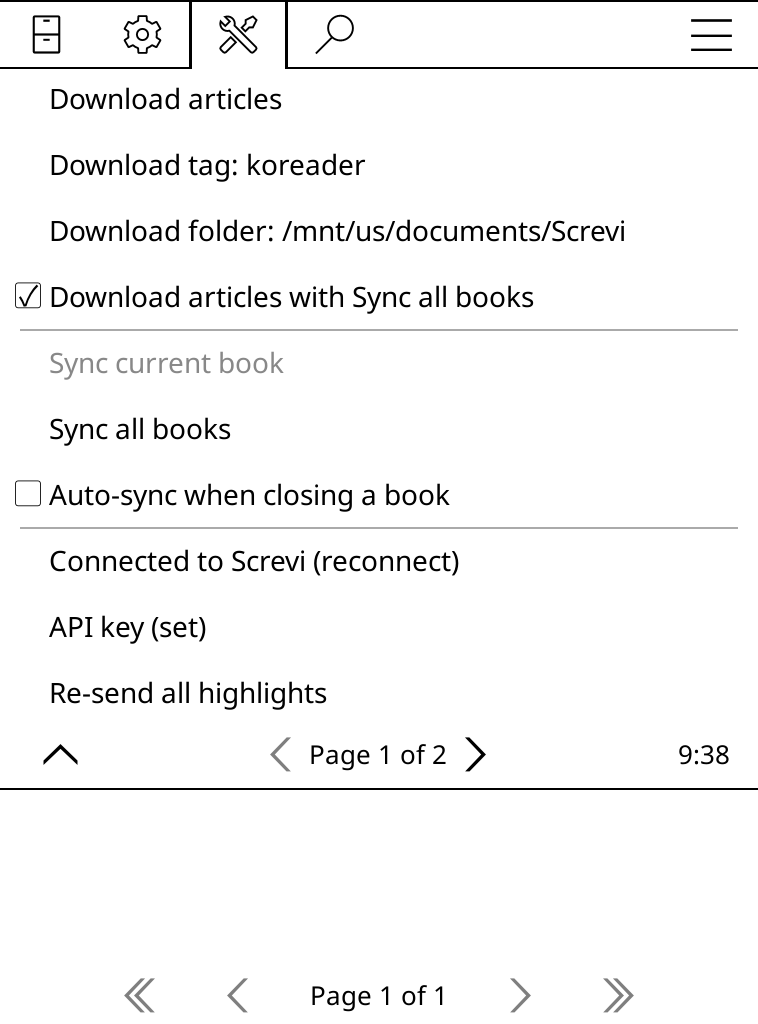 Download articles
Download tag: koreader
Download folder: /mnt/us/documents/Screvi
Download articles with Sync all books
Sync current book
Sync all books
Auto-sync when closing a book
Connected to Screvi (reconnect)
API key (set)
Re-send all highlights
Page 1 of 2 9:38
Page 1 of 1